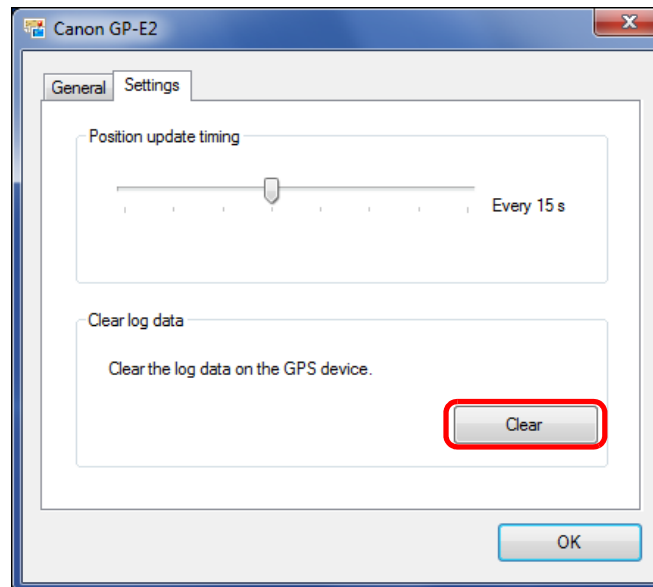 Canon GP-E2
General Settings
Position update timing
Every 15 s
Clear log data
Clear the log data on the GPS device.
Clear
OK